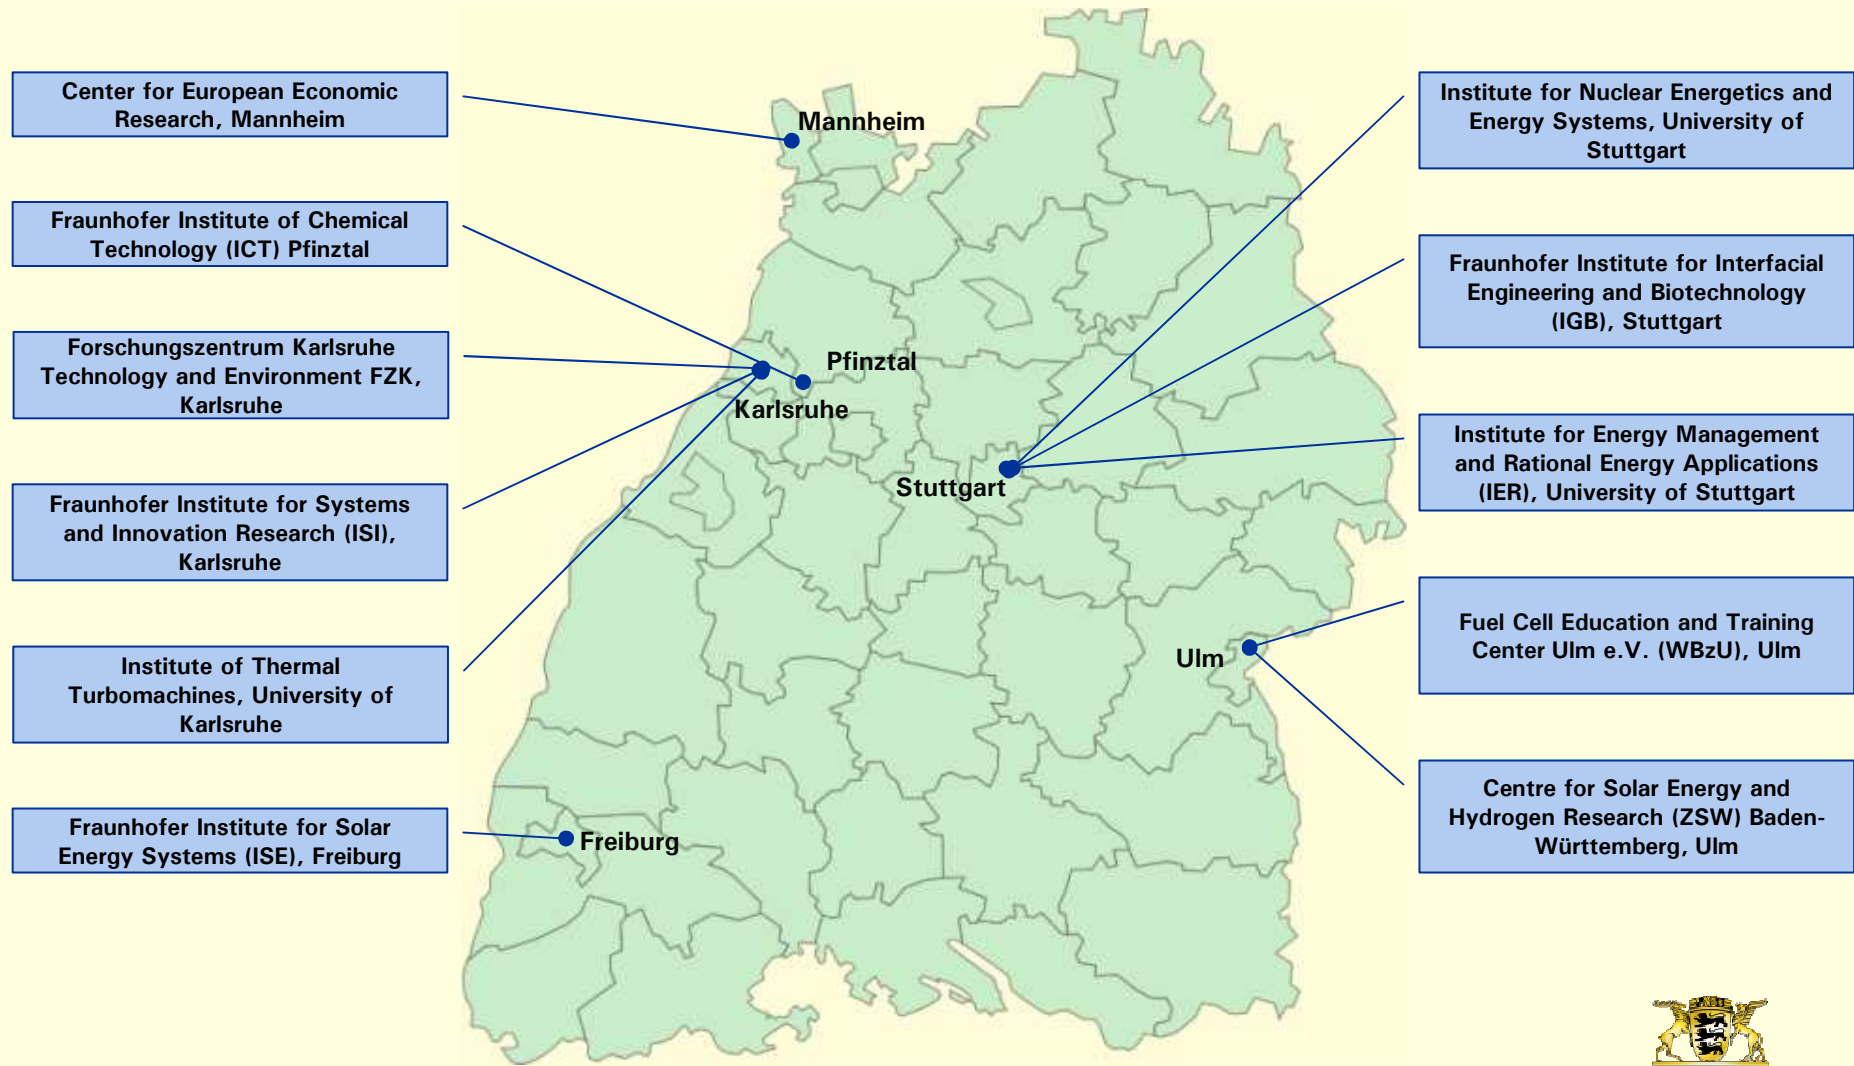 Center for European Economic
Research, Mannheim
Fraunhofer Institute of Chemical
Technology (ICT) Pfinztal
Forschungszentrum Karlsruhe
Technology and Environment FZK,
Karlsruhe
Fraunhofer Institute for Systems
and Innovation Research (ISI),
Karlsruhe
Institute of Thermal
Turbomachines, University of
Karlsruhe
Fraunhofer Institute for Solar
Energy Systems (ISE), Freiburg
Mannheim
Pfinztal
Karlsruhe
Stuttgart
Ulm
Freiburg
Institute for Nuclear Energetics and
Energy Systems, University of
Stuttgart
Fraunhofer Institute for Interfacial
Engineering and Biotechnology
(IGB), Stuttgart
Institute for Energy Management
and Rational Energy Applications
(IER), University of Stuttgart
Fuel Cell Education and Training
Center Ulm e.V. (WBzU), Ulm
Centre for Solar Energy and
Hydrogen Research (ZSW) Baden-
Württemberg, Ulm